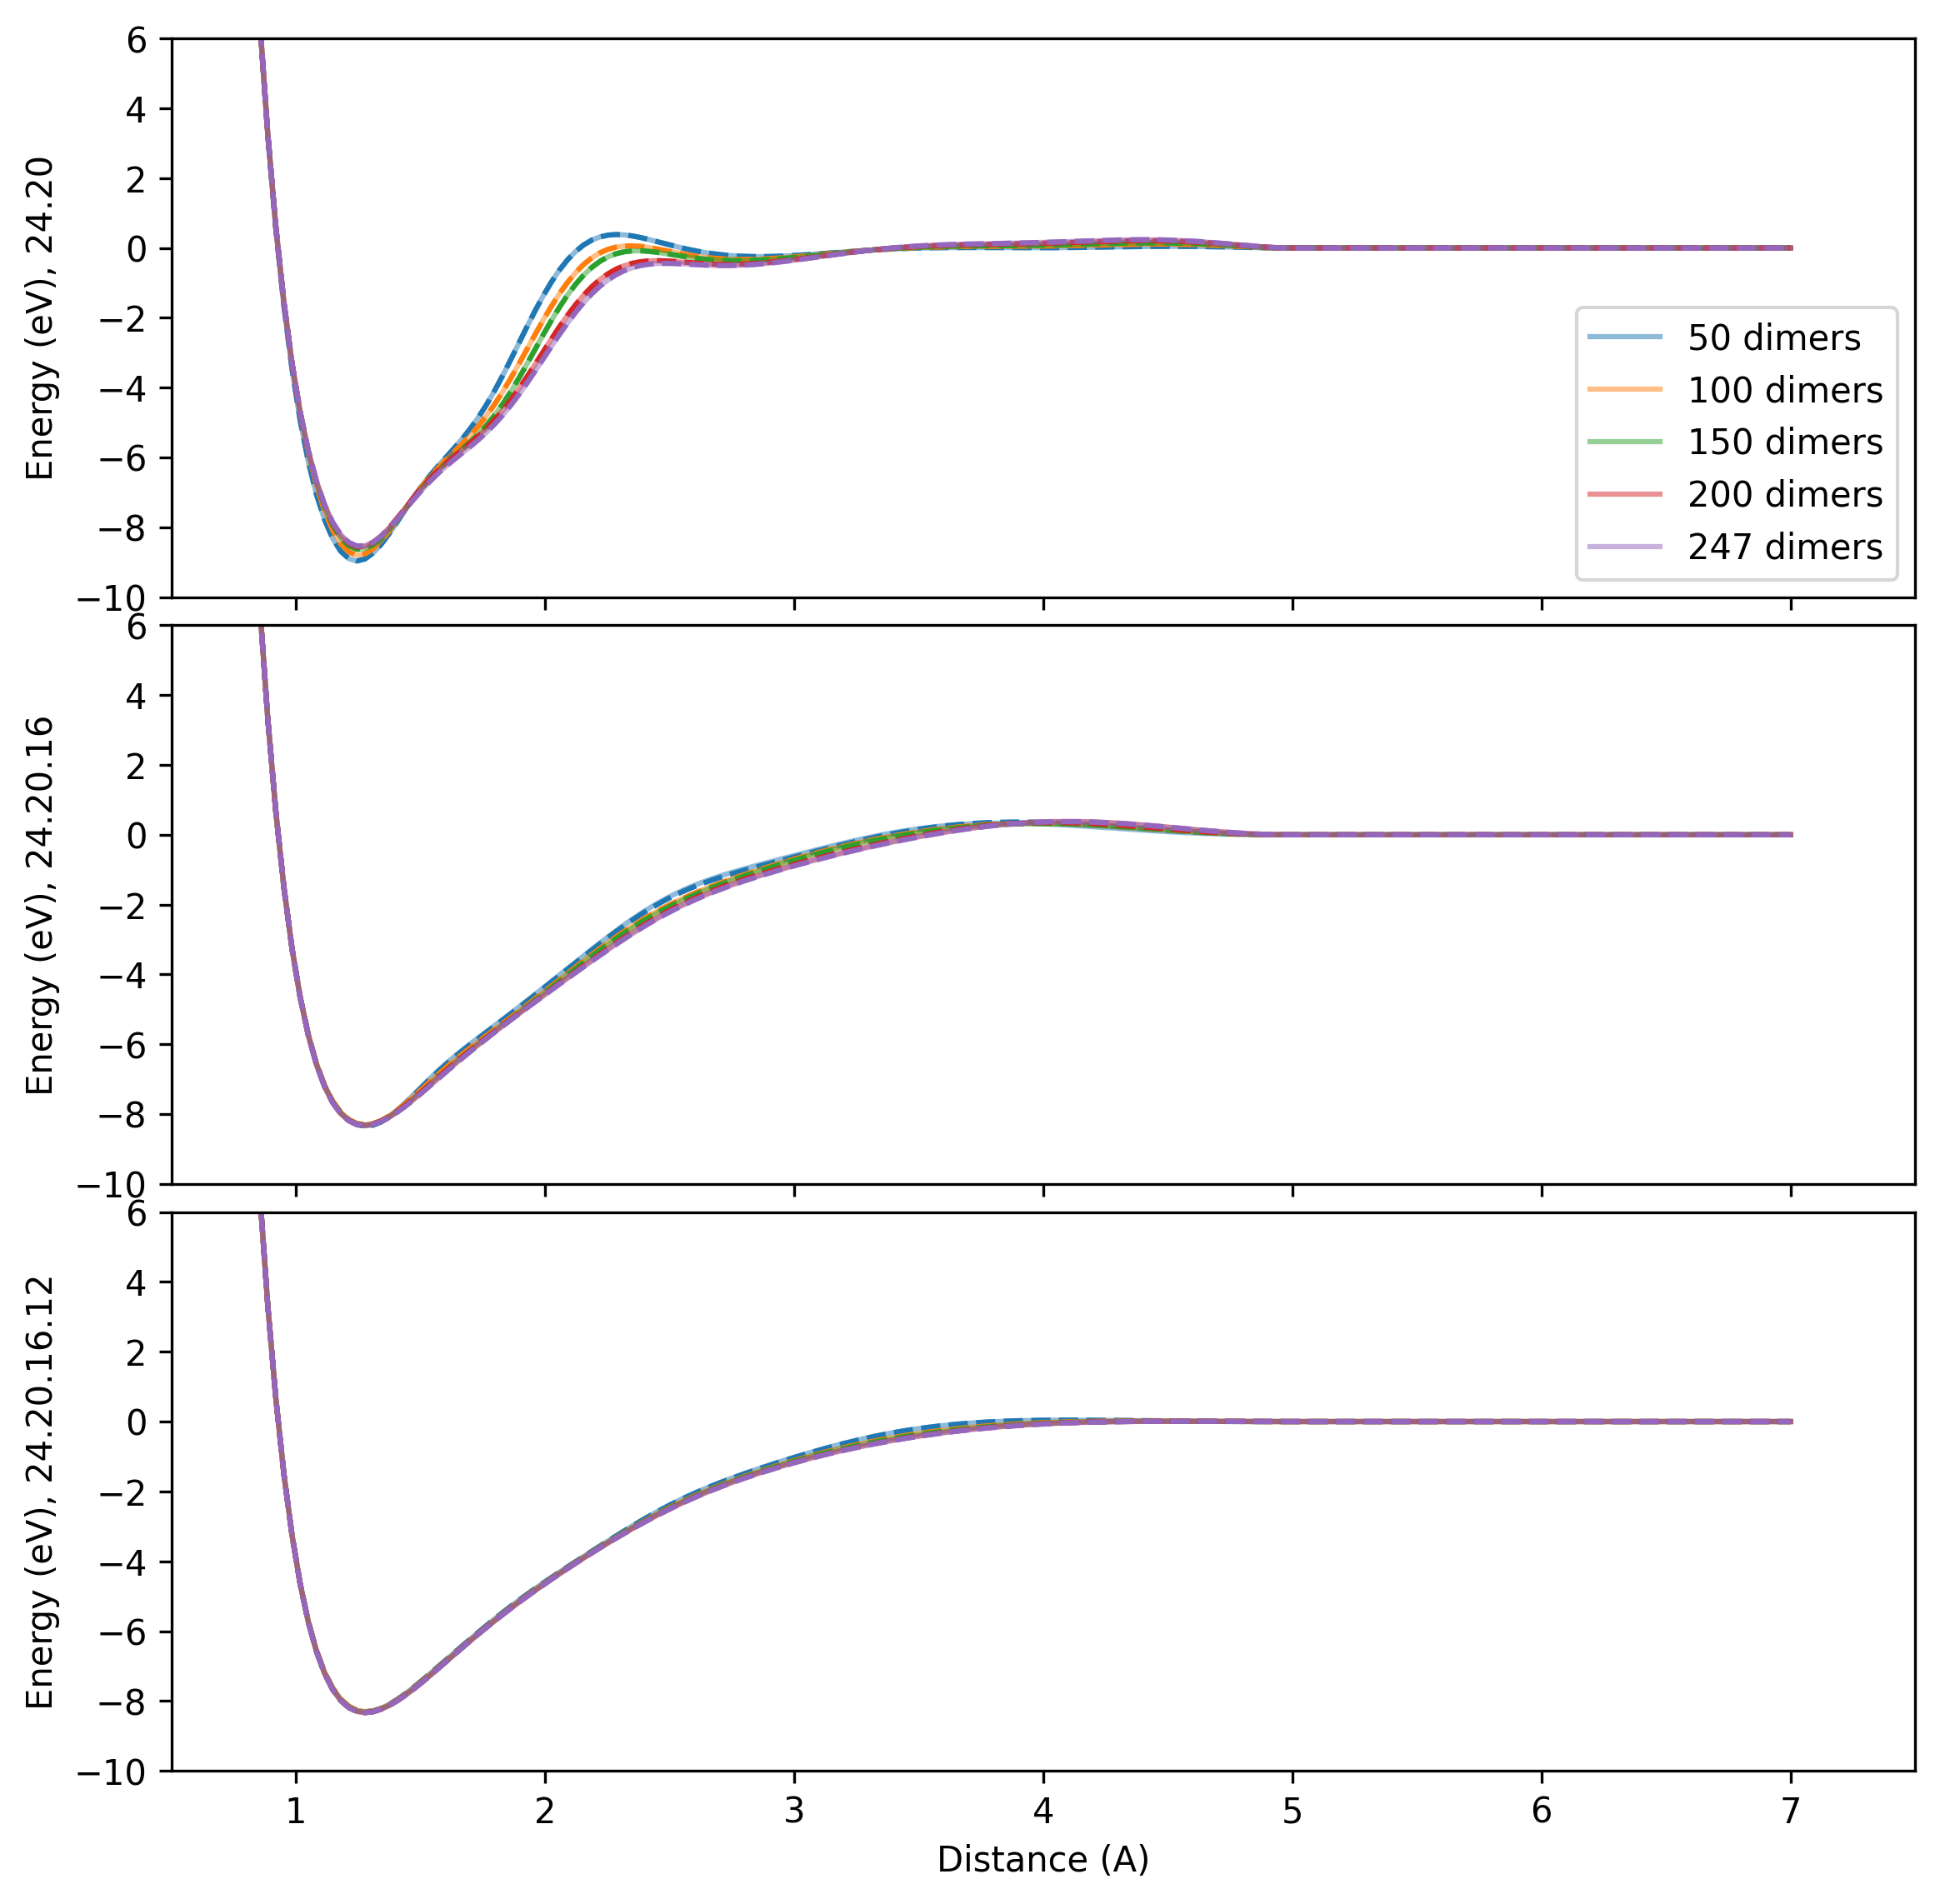 6
4
2
0
−2
−4
−6
−8
−10
Energy (eV), 24.20
50 dimers
100 dimers
150 dimers
200 dimers
247 dimers
6
4
2
0
−2
−4
−6
−8
−10
Energy (eV), 24.20.16
6
4
2
0
−2
−4
−6
−8
−10
Energy (eV), 24.20.16.12
1 2 3 4 5 6 7
Distance (A)